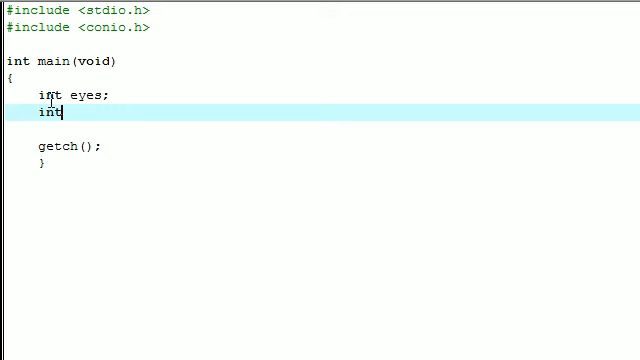 #include <stdio.h>
#include <conio.h>
int main(void)
{
int eyes;
int
getch();
}